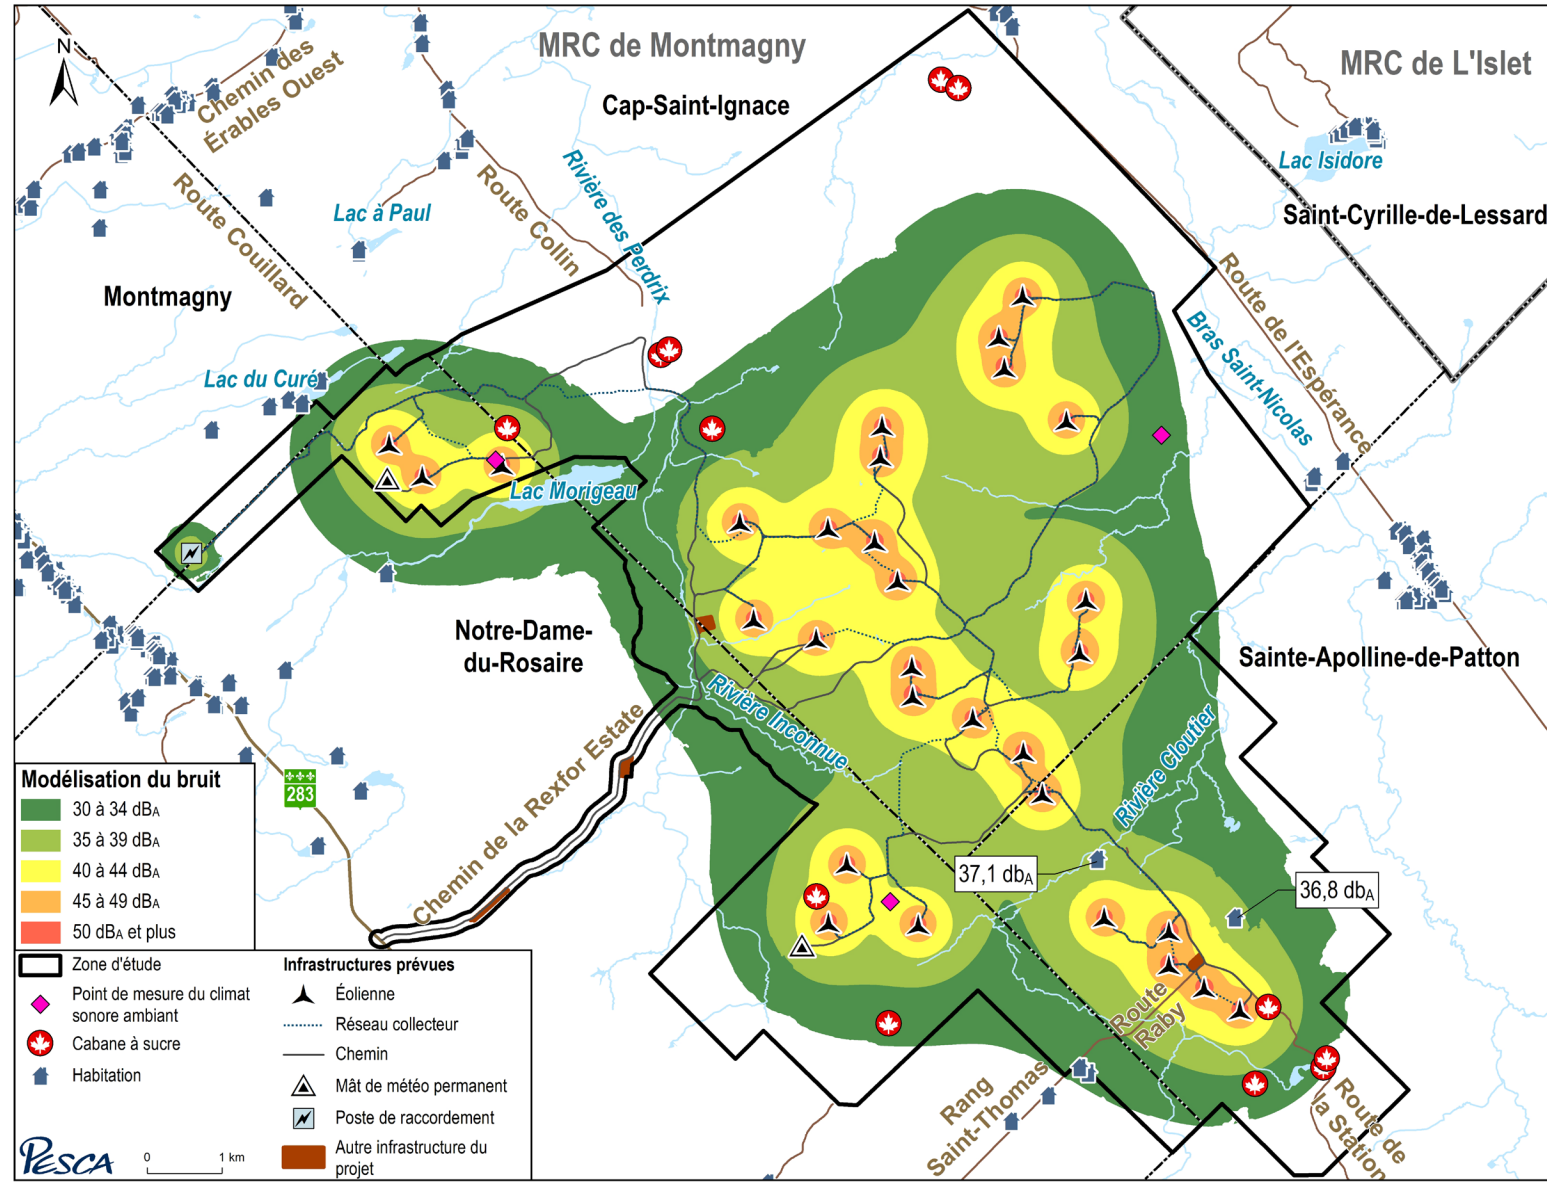 N
MRC de Montmagny
MRC de L'Islet
Cap-Saint-Ignace
Chemin des
Érables Ouest
Lac Isidore
Rivière des Perdrix
Route Collin
Route Couillard
Lac à Paul
Saint-Cyrille-de-Lessard
Montmagny
Route de l'Espérance
Bras Saint-Nicolas
Lac du Curé
Lac Morigeau
Notre-Dame-
du-Rosaire
Sainte-Apolline-de-Patton
Rivière Inconnue
Rivière Cloutier
Chemin de la Rexfor Estate
283
37,1 dbA
36,8 dbA
Route
Raby
Rang
Saint-Thomas
Route de
la Station
Modélisation du bruit
30 à 34 dBA
35 à 39 dBA
40 à 44 dBA
45 à 49 dBA
50 dBA et plus
Zone d'étude
Point de mesure du climat
sonore ambiant
Cabane à sucre
Habitation
Infrastructures prévues
Éolienne
Réseau collecteur
Chemin
Mât de météo permanent
Poste de raccordement
Autre infrastructure du
projet
PESCA
0 1 km